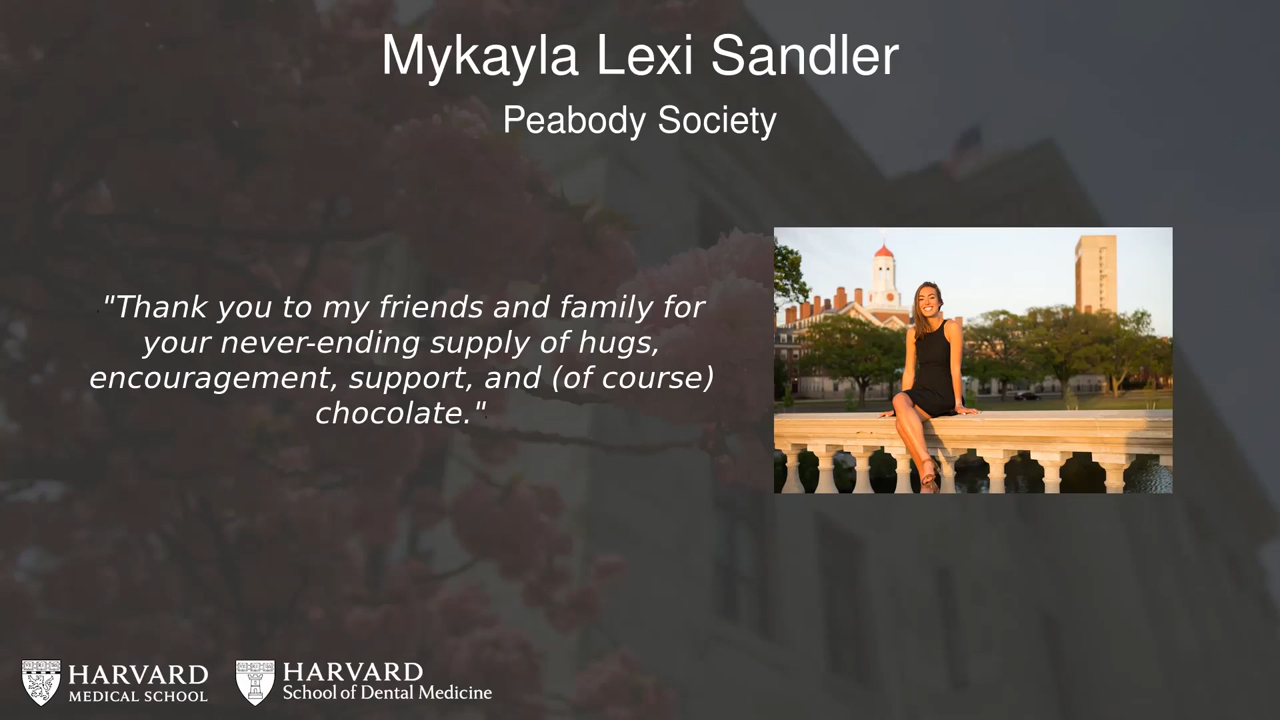 Mykayla Lexi Sandler
Peabody Society
"Thank you to my friends and family for
your never-ending supply of hugs,
encouragement, support, and (of course)
chocolate."
HARVARD
MEDICAL SCHOOL
HARVARD
School of Dental Medicine